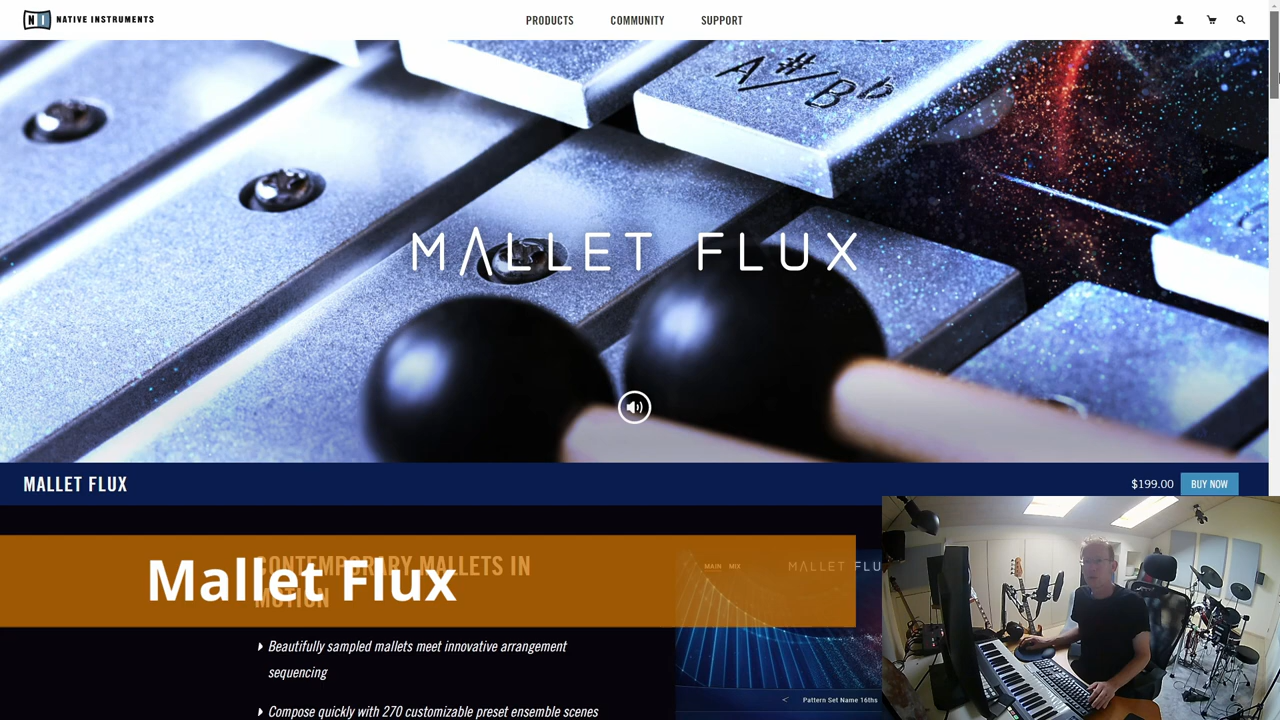 NI NATIVE INSTRUMENTS
PRODUCTS COMMUNITY SUPPORT
A#/Bb
MALLET FLUX
MALLET FLUX
$199.00 BUY NOW
CONTEMPORARY MALLETS IN
MOTION
Mallet Flux
MAIN MIX
MALLET FLU
Beautifully sampled mallets meet innovative arrangement
sequencing
Pattern Set Name 16ths
Compose quickly with 270 customizable preset ensemble scenes